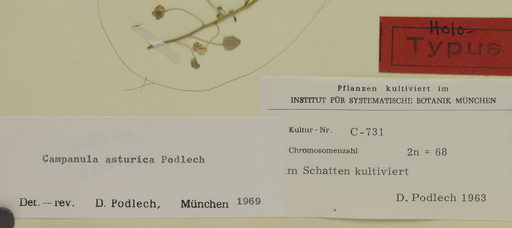 Holo-
Typus
Pflanzen kultiviert im
INSTITUT FÜR SYSTEMATISCHE BOTANIK MÜNCHEN
Kultur-Nr. C-731
Chromosomenzahl 2n = 68
m Schatten kultiviert
D. Podlech 1963
Campanula asturica Podlech
Det. — rev. D. Podlech, München 1969